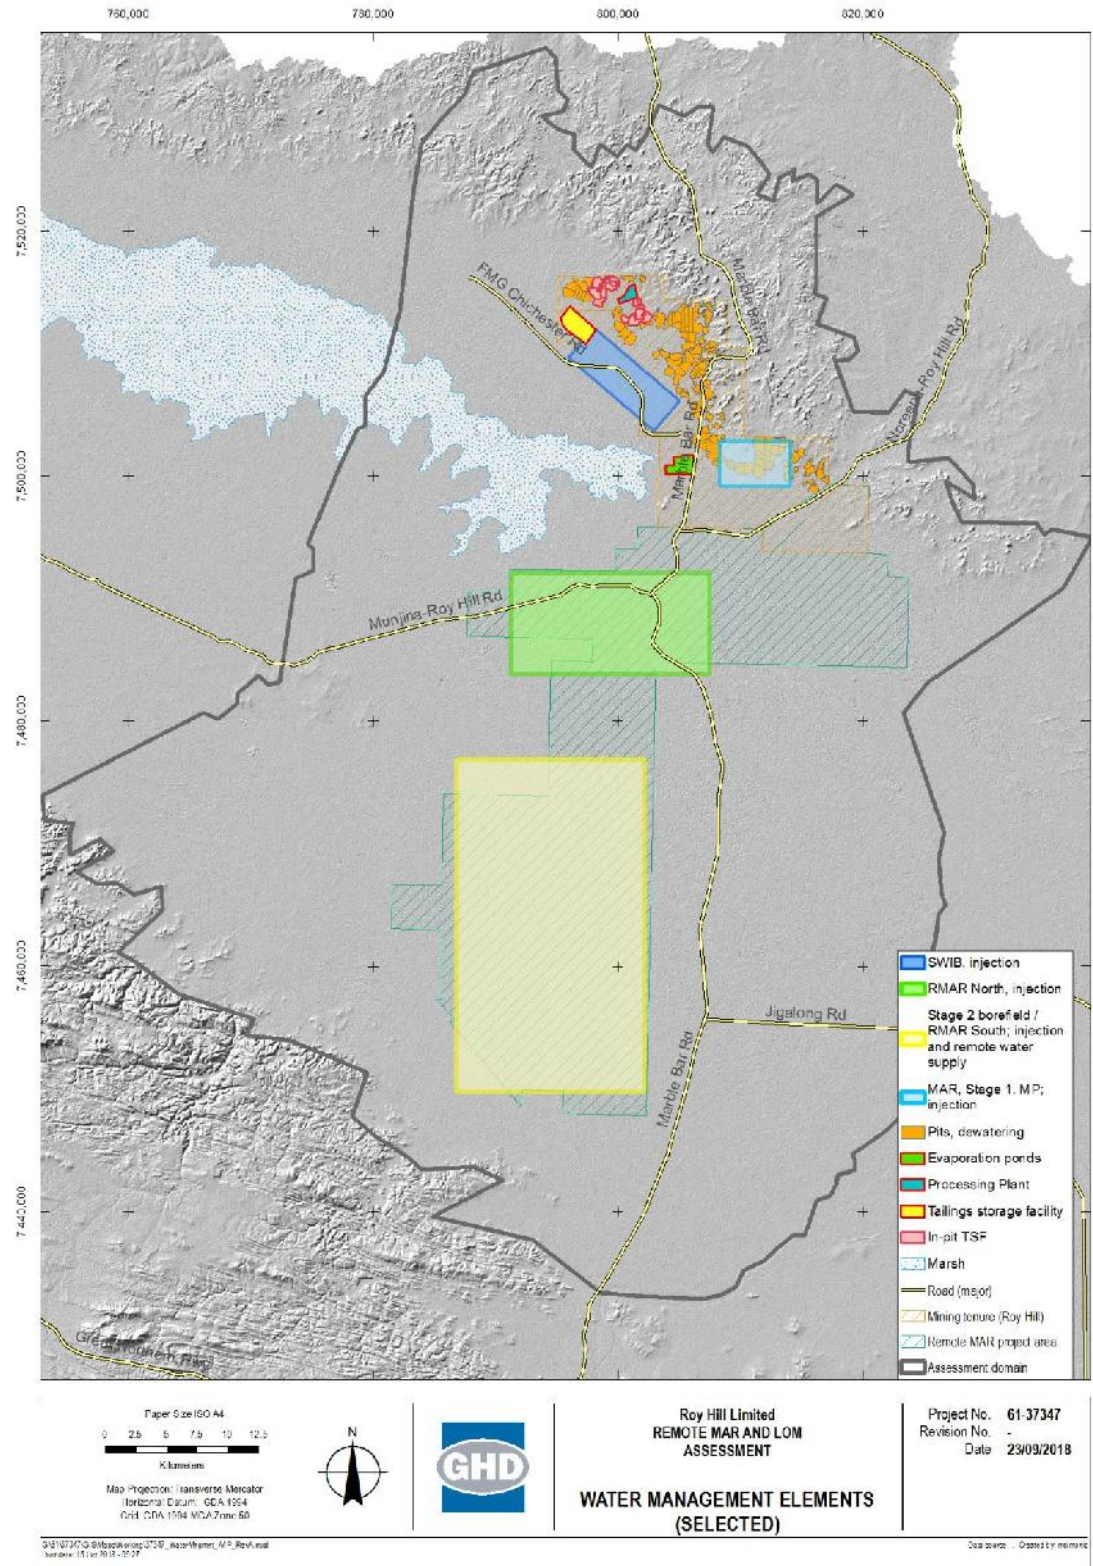 760,000
780,000
800,000
820,000
7,520,000
7,500,000
7,480,000
7,460,000
7,440,000
FMG Chichester Rd
Marble Bar Rd
Noreena-Roy Hill Rd
Marble Bar Rd
Munjina-Roy Hill Rd
Jigalong Rd
Marble Bar Rd
Great Northern
SWIB, injection
RMAR North, injection
Stage 2 borefield /
RMAR South; injection
and remote water
supply
MAR, Stage 1, MP;
injection
Pits, dewatering
Evaporation ponds
Processing Plant
Tailings storage facility
In-pit TSF
Marsh
Road (major)
Mining tenure (Roy Hill)
Remote MAR project area
Assessment domain
Paper Size ISO A4
0 2.5 5 7.5 10 12.5
Kilometers
Map Projection: Transverse Mercator
Horizontal Datum: GDA 1994
Grid: GDA 1994 MGA Zone 50
N
GHD
Roy Hill Limited
REMOTE MAR AND LOM
ASSESSMENT
WATER MANAGEMENT ELEMENTS
(SELECTED)
Project No. 61-37347
Revision No. -
Date 23/09/2018
Data source: . Created by: